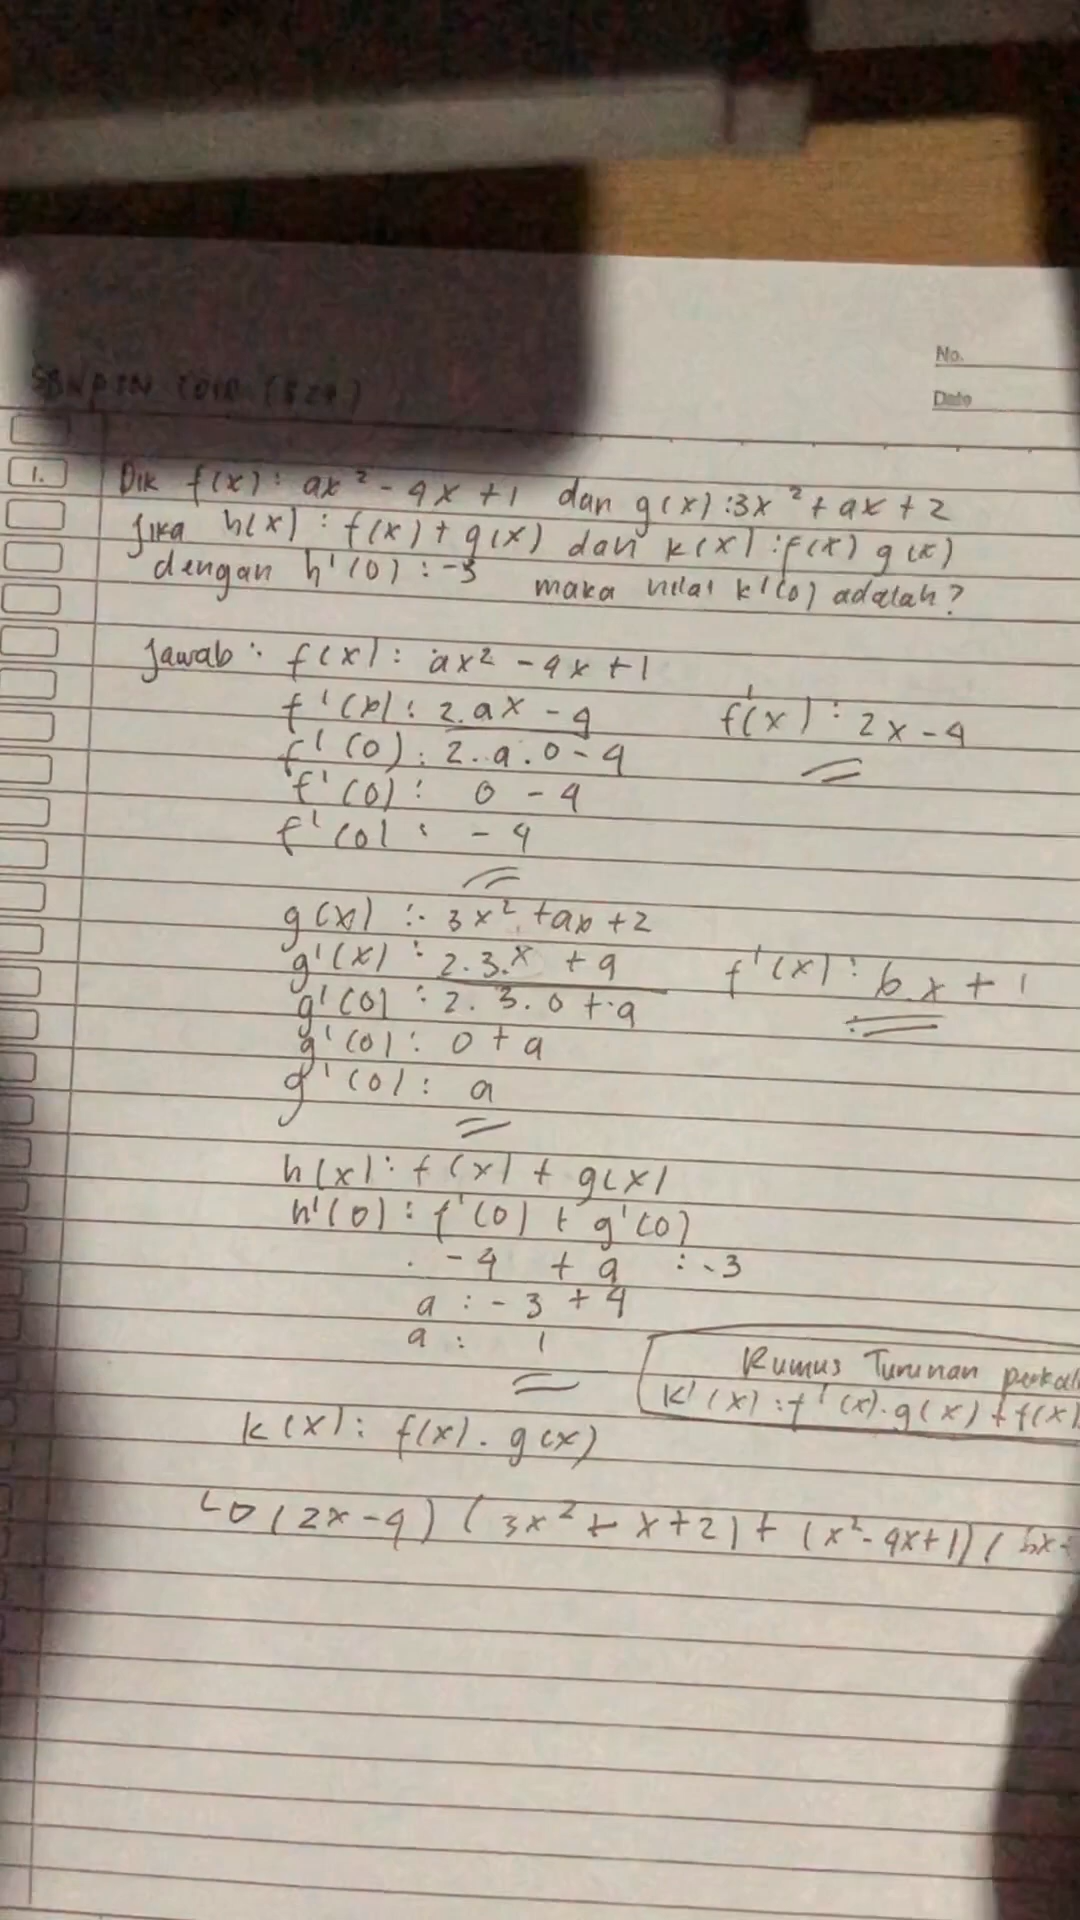 No.
Date
1. Dik f(x) : ax² - 4x + 1 dan g(x) : 3x² + ax + 2
Jika h(x) : f(x) + g(x) dan k(x) : f(x) g(x)
dengan h'(0) : -3 maka nilai k'(0) adalah?
Jawab : f(x) : ax² - 4x + 1
f'(x) : 2.ax - 4 f'(x) : 2x - 4
f'(0) : 2.a.0 - 4
f'(0) : 0 - 4
f'(0) : - 4
g(x) : 3x² + ax + 2
g'(x) : 2.3.x + a f'(x) : 6x + 1
g'(0) : 2.3.0 + a
g'(0) : 0 + a
g'(0) : a
h(x) : f(x) + g(x)
h'(0) : f'(0) + g'(0)
-4 + a : -3
a : -3 + 4
a : 1
Rumus Turunan
k'(x) : f'(x).g(x) + f(x)
k(x) : f(x) . g(x)
(2x-4) (3x² + x + 2) + (x² - 4x + 1) (6x